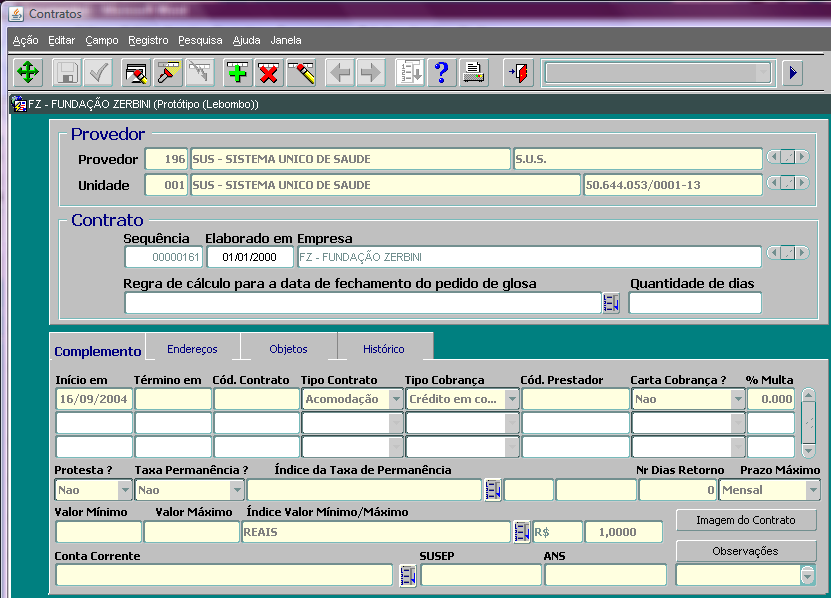 Contratos
Ação Editar Campo Registro Pesquisa Ajuda Janela
FZ - FUNDAÇÃO ZERBINI (Protótipo (Lebombo))
Provedor
Provedor 196 SUS - SISTEMA UNICO DE SAUDE S.U.S.
Unidade 001 SUS - SISTEMA UNICO DE SAUDE 50.644.053/0001-13
Contrato
Sequência Elaborado em Empresa
00000161 01/01/2000 FZ - FUNDAÇÃO ZERBINI
Regra de cálculo para a data de fechamento do pedido de glosa Quantidade de dias
Complemento Endereços Objetos Histórico
Início em Término em Cód. Contrato Tipo Contrato Tipo Cobrança Cód. Prestador Carta Cobrança ? % Multa
16/09/2004 Acomodação Crédito em co... Nao 0.000
Protesta ? Taxa Permanência ? Índice da Taxa de Permanência Nr Dias Retorno Prazo Máximo
Nao Nao 0 Mensal
Valor Mínimo Valor Máximo Índice Valor Mínimo/Máximo
REAIS R$ 1,0000 Imagem do Contrato
Conta Corrente SUSEP ANS Observações